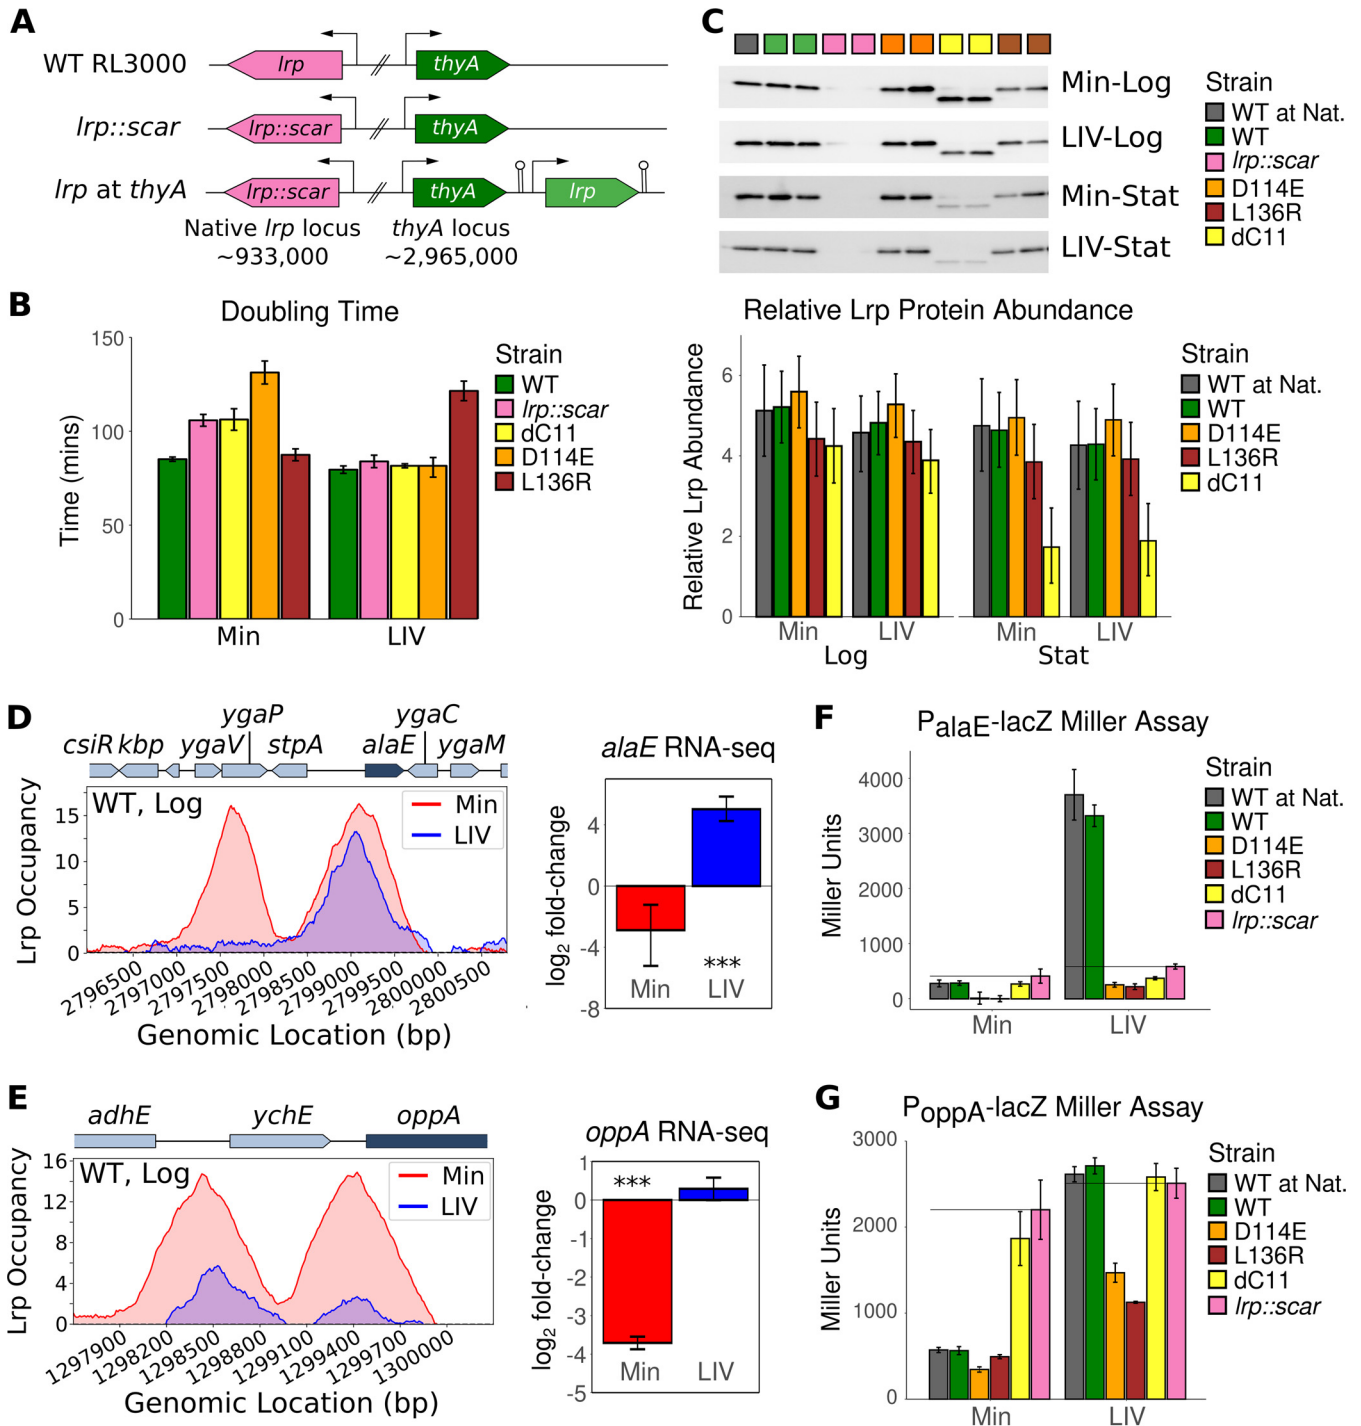 A
WT RL3000
lrp
thyA
lrp::scar
lrp::scar
thyA
lrp at thyA
lrp::scar
thyA
lrp
Native lrp locus
~933,000
thyA locus
~2,965,000
B
Doubling Time
Time (mins)
150
100
50
0
Min
LIV
Strain
WT
lrp::scar
dC11
D114E
L136R
C
Min-Log
LIV-Log
Min-Stat
LIV-Stat
Strain
WT at Nat.
WT
lrp::scar
D114E
L136R
dC11
Relative Lrp Protein Abundance
Relative Lrp Abundance
6
4
2
0
Min
LIV
Min
LIV
Log
Stat
Strain
WT at Nat.
WT
D114E
L136R
dC11
D
ygaP
ygaC
csiR kbp ygaV stpA alaE ygaM
WT, Log
Min
LIV
Lrp Occupancy
15
10
5
0
2796500
2797000
2797500
2798000
2798500
2799000
2799500
2800000
2800500
Genomic Location (bp)
alaE RNA-seq
log2 fold-change
4
0
-4
-8
***
Min
LIV
E
adhE
ychE
oppA
WT, Log
Min
LIV
Lrp Occupancy
16
12
8
4
0
1297900
1298200
1298500
1298800
1299100
1299400
1299700
1300000
Genomic Location (bp)
oppA RNA-seq
log2 fold-change
1
0
-1
-2
-3
-4
-5
***
Min
LIV
F
PalaE-lacZ Miller Assay
Miller Units
4000
3000
2000
1000
0
Min
LIV
Strain
WT at Nat.
WT
D114E
L136R
dC11
lrp::scar
G
PoppA-lacZ Miller Assay
Miller Units
3000
2000
1000
0
Min
LIV
Strain
WT at Nat.
WT
D114E
L136R
dC11
lrp::scar